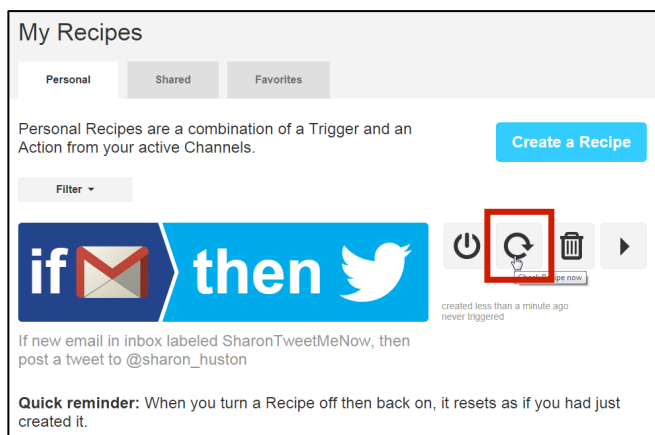 My Recipes
Personal Shared Favorites
Personal Recipes are a combination of a Trigger and an
Action from your active Channels.
Create a Recipe
Filter
if then
Check Recipe now
created less than a minute ago
never triggered
If new email in inbox labeled SharonTweetMeNow, then
post a tweet to @sharon_huston
Quick reminder: When you turn a Recipe off then back on, it resets as if you had just
created it.